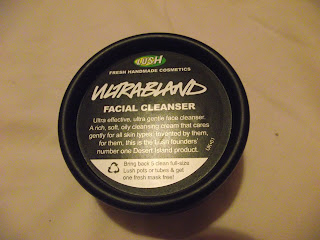 LUSH
FRESH HANDMADE COSMETICS
ULTRABLAND
FACIAL CLEANSER
Ultra effective, ultra gentle face cleanser.
A rich, soft, oily cleansing cream that cares
gently for all skin types. Invented by them,
for them, this is the lush founders'
number one Desert Island product.
Bring back 5 clean full-size
Lush pots or tubes & get
one fresh mask free!